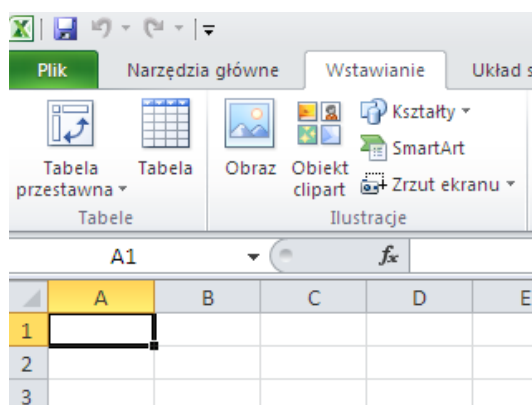 Plik Narzędzia główne Wstawianie Układ s
Tabela przestawna
Tabela
Obraz
Obiekt clipart
Kształty
SmartArt
Zrzut ekranu
Tabele Ilustracje
A1 fx
A B C D E
1
2
3